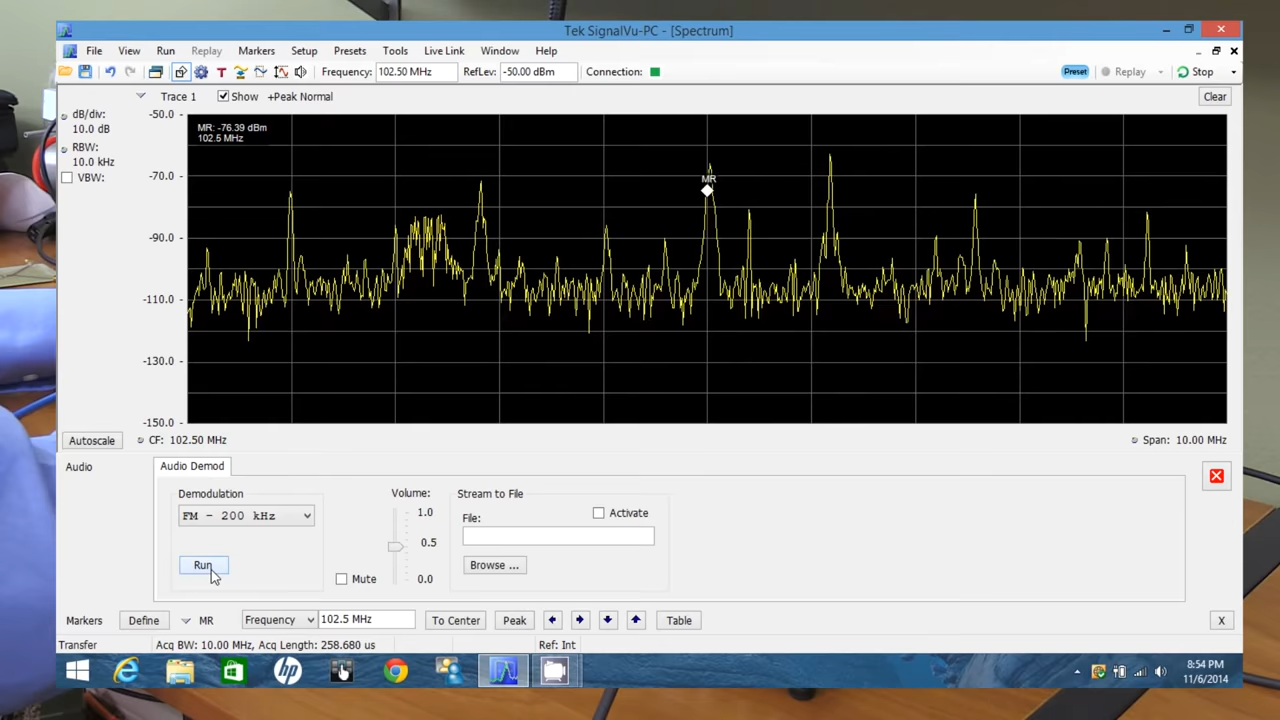 Tek SignalVu-PC - [Spectrum]
File View Run Replay Markers Setup Presets Tools Live Link Window Help
Frequency: 102.50 MHz RefLev: -50.00 dBm Connection: Preset Replay Stop
Trace 1 Show +Peak Normal Clear
dB/div:
10.0 dB
RBW:
10.0 kHz
VBW:
-50.0
-70.0
-90.0
-110.0
-130.0
-150.0
MR: -76.39 dBm
102.5 MHz
MR
Autoscale CF: 102.50 MHz Span: 10.00 MHz
Audio Audio Demod
Demodulation
FM - 200 kHz
Run
Volume:
1.0
0.5
0.0
Mute
Stream to File
File: Activate
Browse ...
Markers Define MR Frequency 102.5 MHz To Center Peak Table X
Transfer Acq BW: 10.00 MHz, Acq Length: 258.680 us Ref: Int
hp
8:54 PM
11/6/2014